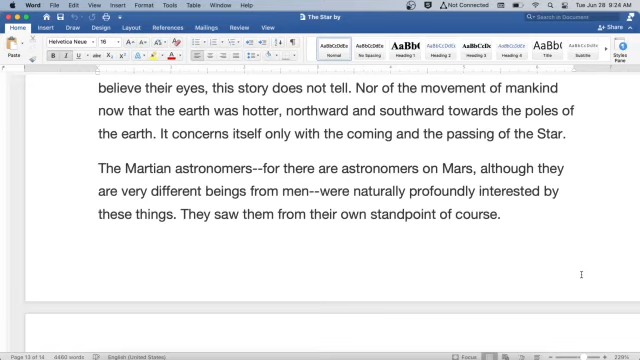 Word File Edit View Insert Format Tools Table Window Help Not Connected Tue Jun 28 9:24 AM
The Star by Search in Document
Home Insert Draw Design Layout References Mailings Review View Share
Paste Helvetica Neue 16 AaBbCcDdEe AaBbCcDdEe
Normal No Spacing Heading 1 Heading 2 Heading 3 Heading 4 Title Subtitle Styles Pane
believe their eyes, this story does not tell. Nor of the movement of mankind
now that the earth was hotter, northward and southward towards the poles of
the earth. It concerns itself only with the coming and the passing of the Star.
The Martian astronomers--for there are astronomers on Mars, although they
are very different beings from men--were naturally profoundly interested by
these things. They saw them from their own standpoint of course.
Page 13 of 14 4460 words English (United States) Focus 229%